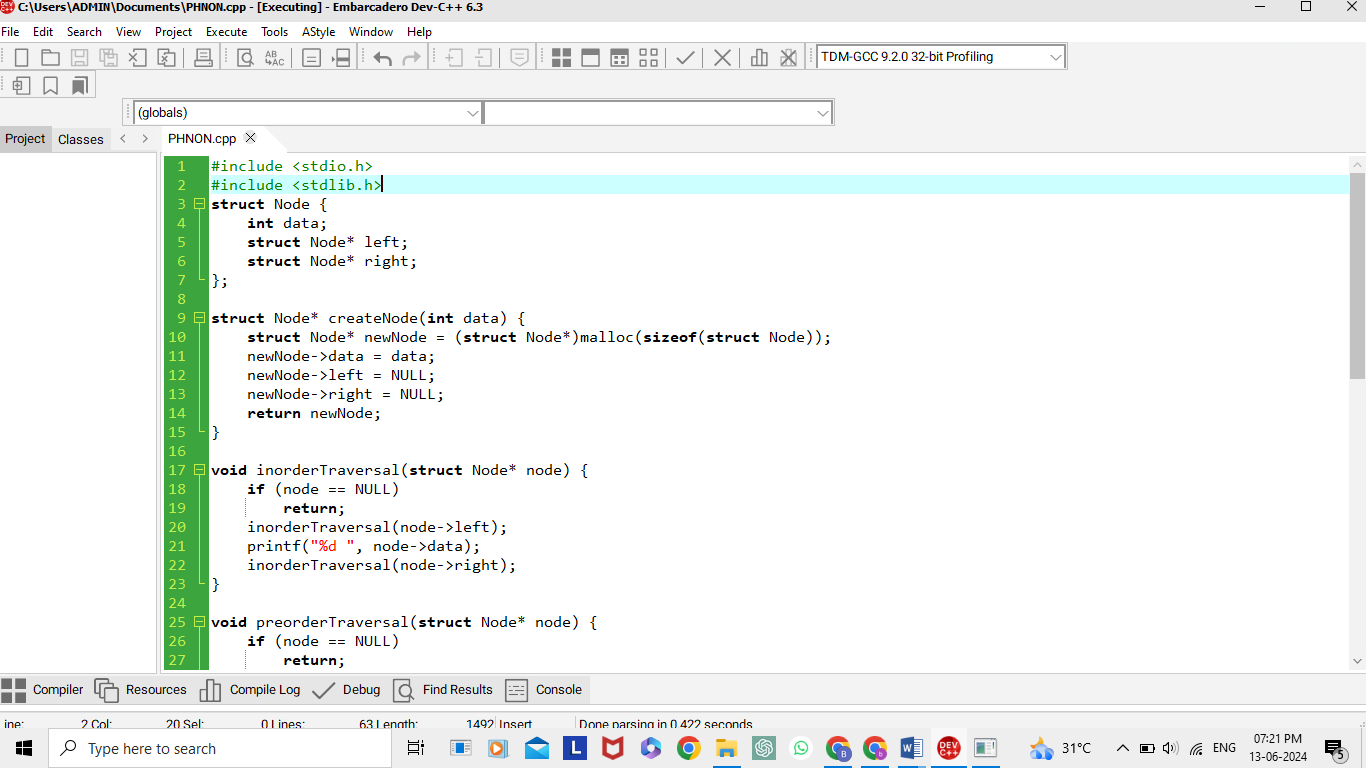 C:\Users\ADMIN\Documents\PHNON.cpp - [Executing] - Embarcadero Dev-C++ 6.3
File Edit Search View Project Execute Tools AStyle Window Help
TDM-GCC 9.2.0 32-bit Profiling
(globals)
Project Classes PHNON.cpp
1 #include <stdio.h>
2 #include <stdlib.h>
3 struct Node {
4     int data;
5     struct Node* left;
6     struct Node* right;
7 };
8
9 struct Node* createNode(int data) {
10     struct Node* newNode = (struct Node*)malloc(sizeof(struct Node));
11     newNode->data = data;
12     newNode->left = NULL;
13     newNode->right = NULL;
14     return newNode;
15 }
16
17 void inorderTraversal(struct Node* node) {
18     if (node == NULL)
19         return;
20     inorderTraversal(node->left);
21     printf("%d ", node->data);
22     inorderTraversal(node->right);
23 }
24
25 void preorderTraversal(struct Node* node) {
26     if (node == NULL)
27         return;
Compiler Resources Compile Log Debug Find Results Console
ine: 2 Col: 20 Sel: 0 Lines: 63 Length: 1492 Insert Done parsing in 0.422 seconds
Type here to search
31°C ENG 07:21 PM
13-06-2024
5